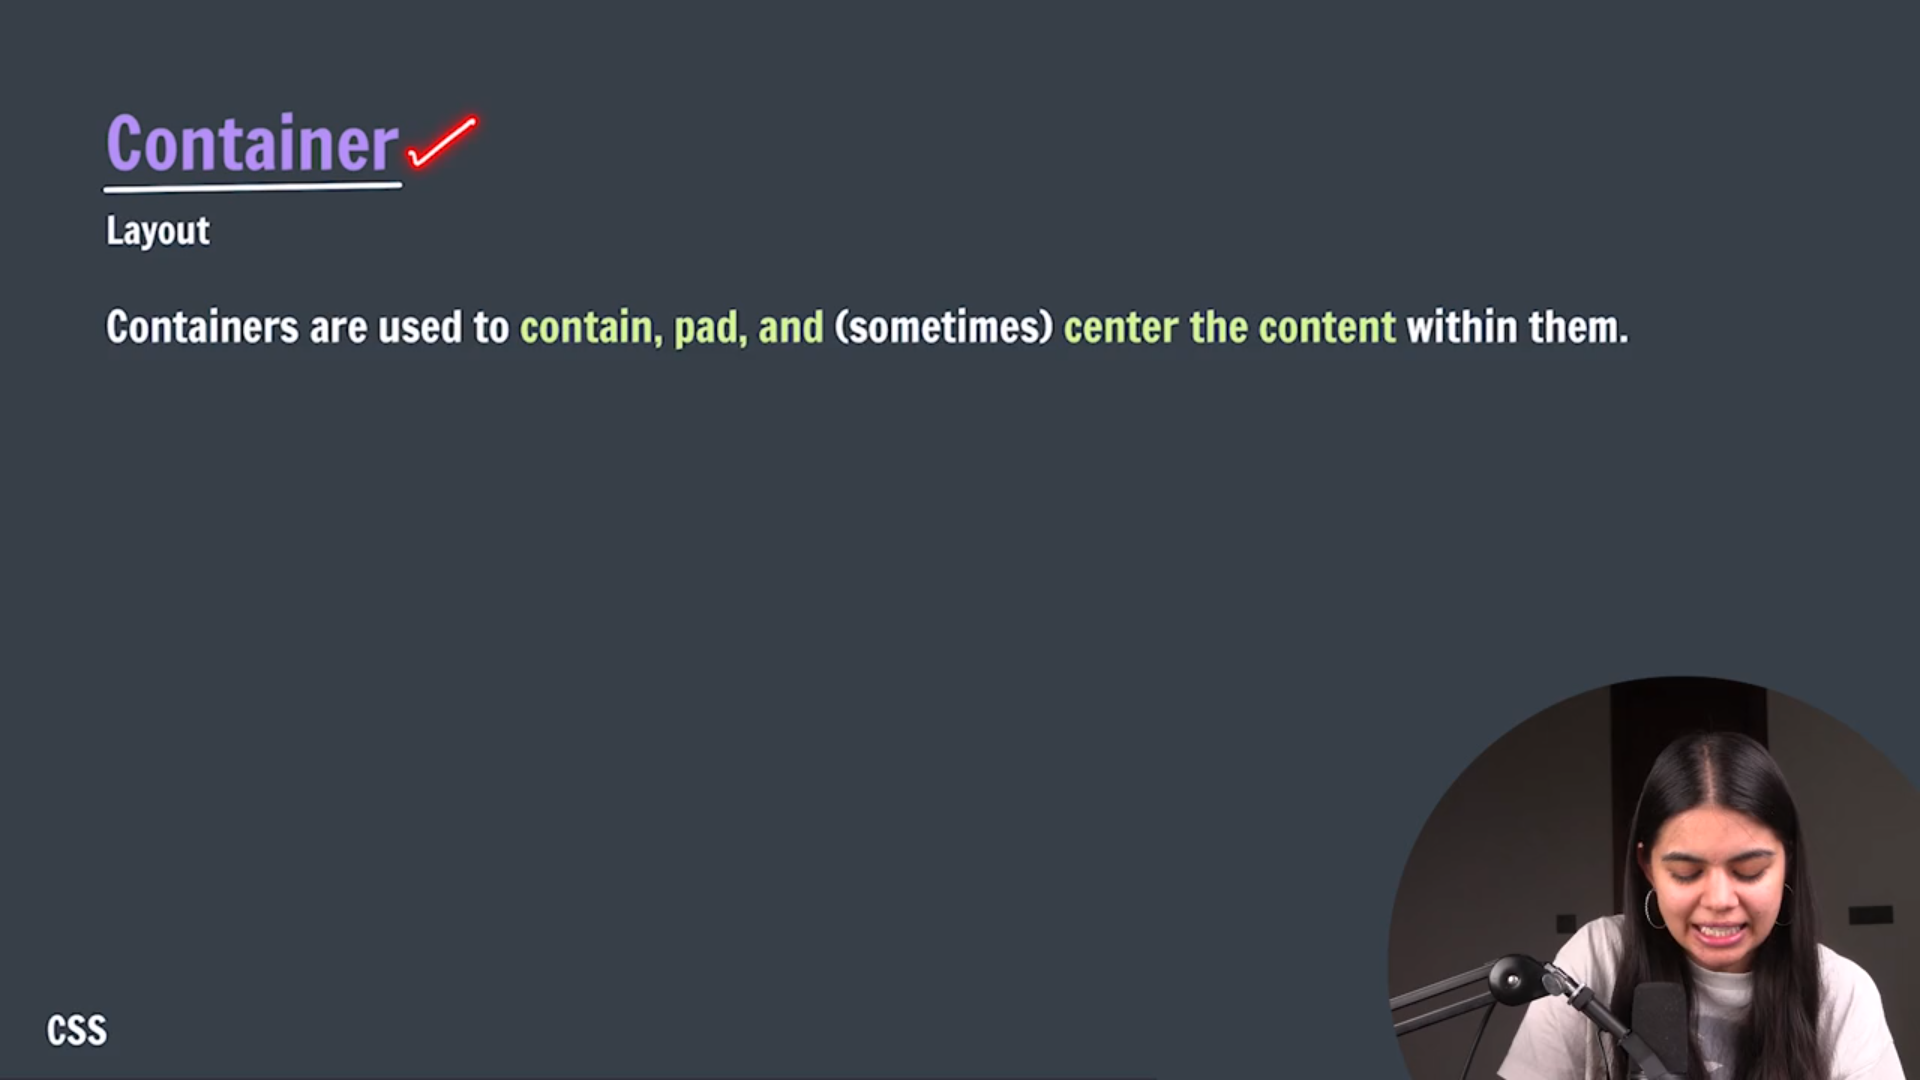 Container
Layout
Containers are used to contain, pad, and (sometimes) center the content within them.
CSS